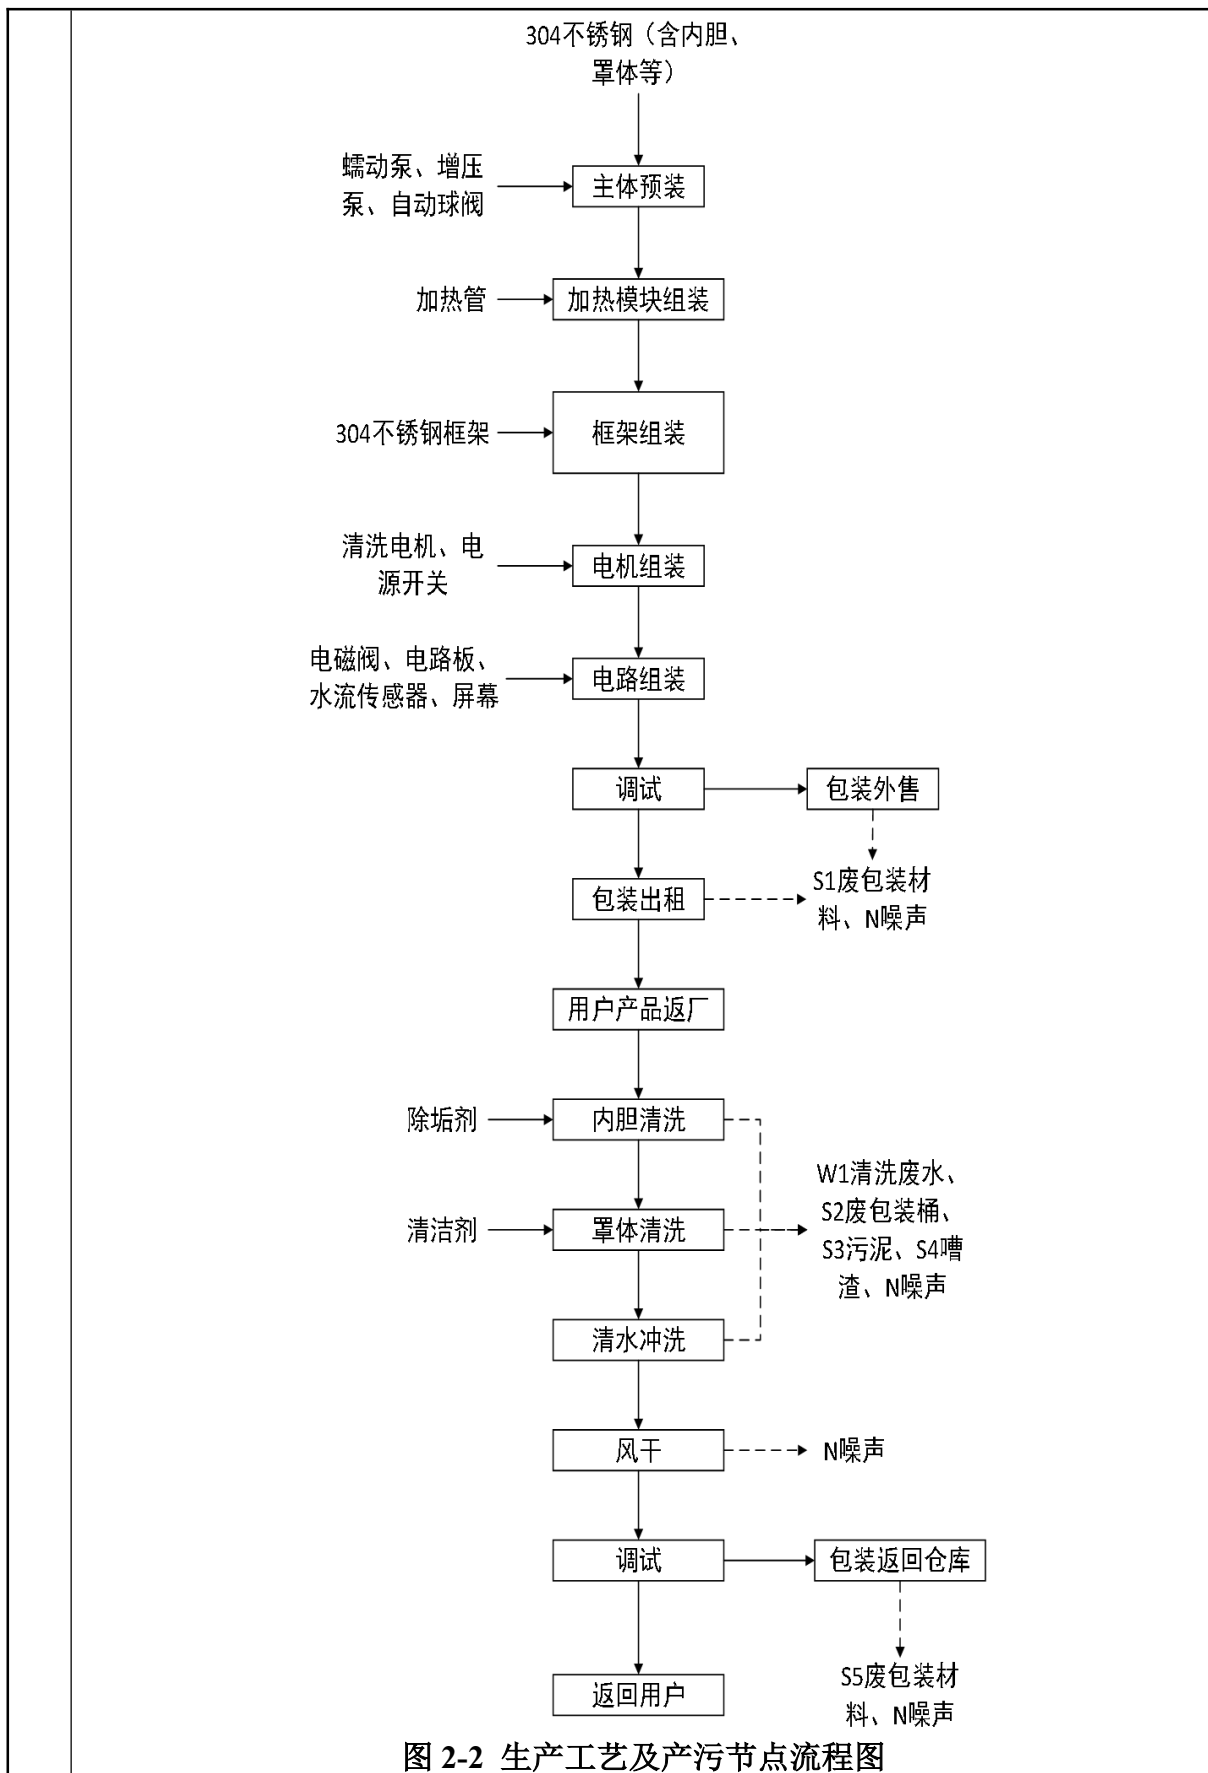 304不锈钢（含内胆、
罩体等）
蠕动泵、增压
泵、自动球阀
主体预装
加热管
加热模块组装
304不锈钢框架
框架组装
清洗电机、电
源开关
电机组装
电磁阀、电路板、
水流传感器、屏幕
电路组装
调试
包装外售
包装出租
S1废包装材
料、N噪声
用户产品返厂
除垢剂
内胆清洗
清洁剂
罩体清洗
W1清洗废水、
S2废包装桶、
S3污泥、S4嘈
渣、N噪声
清水冲洗
风干
N噪声
调试
包装返回仓库
返回用户
S5废包装材
料、N噪声
图 2-2 生产工艺及产污节点流程图